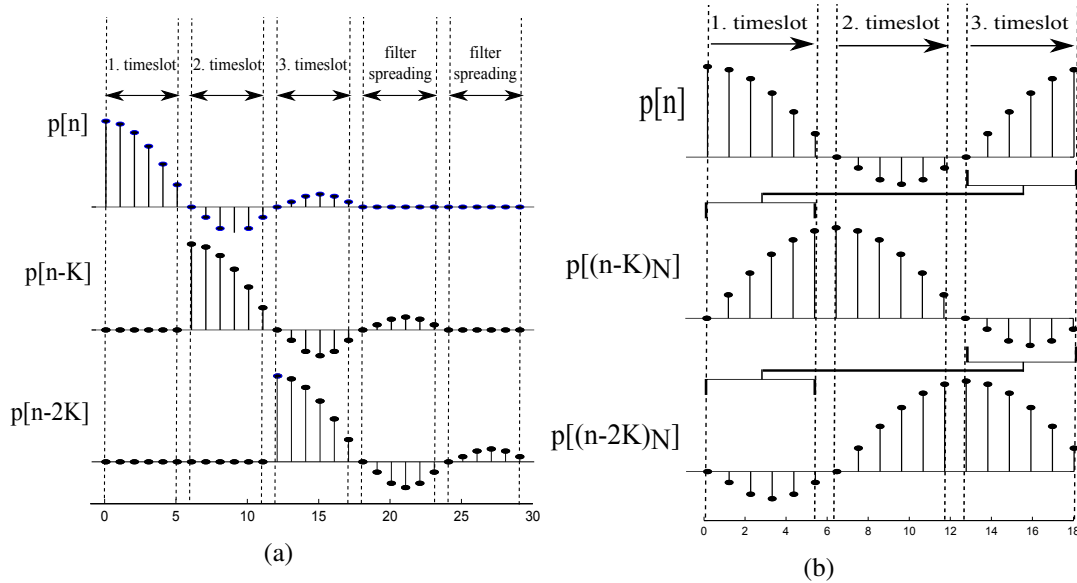 1. timeslot 2. timeslot 3. timeslot filter spreading filter spreading
p[n]
p[n-K]
p[n-2K]
0 5 10 15 20 25 30
(a)
1. timeslot 2. timeslot 3. timeslot
p[n]
p[(n-K)N]
p[(n-2K)N]
0 2 4 6 8 10 12 14 16 18
(b)